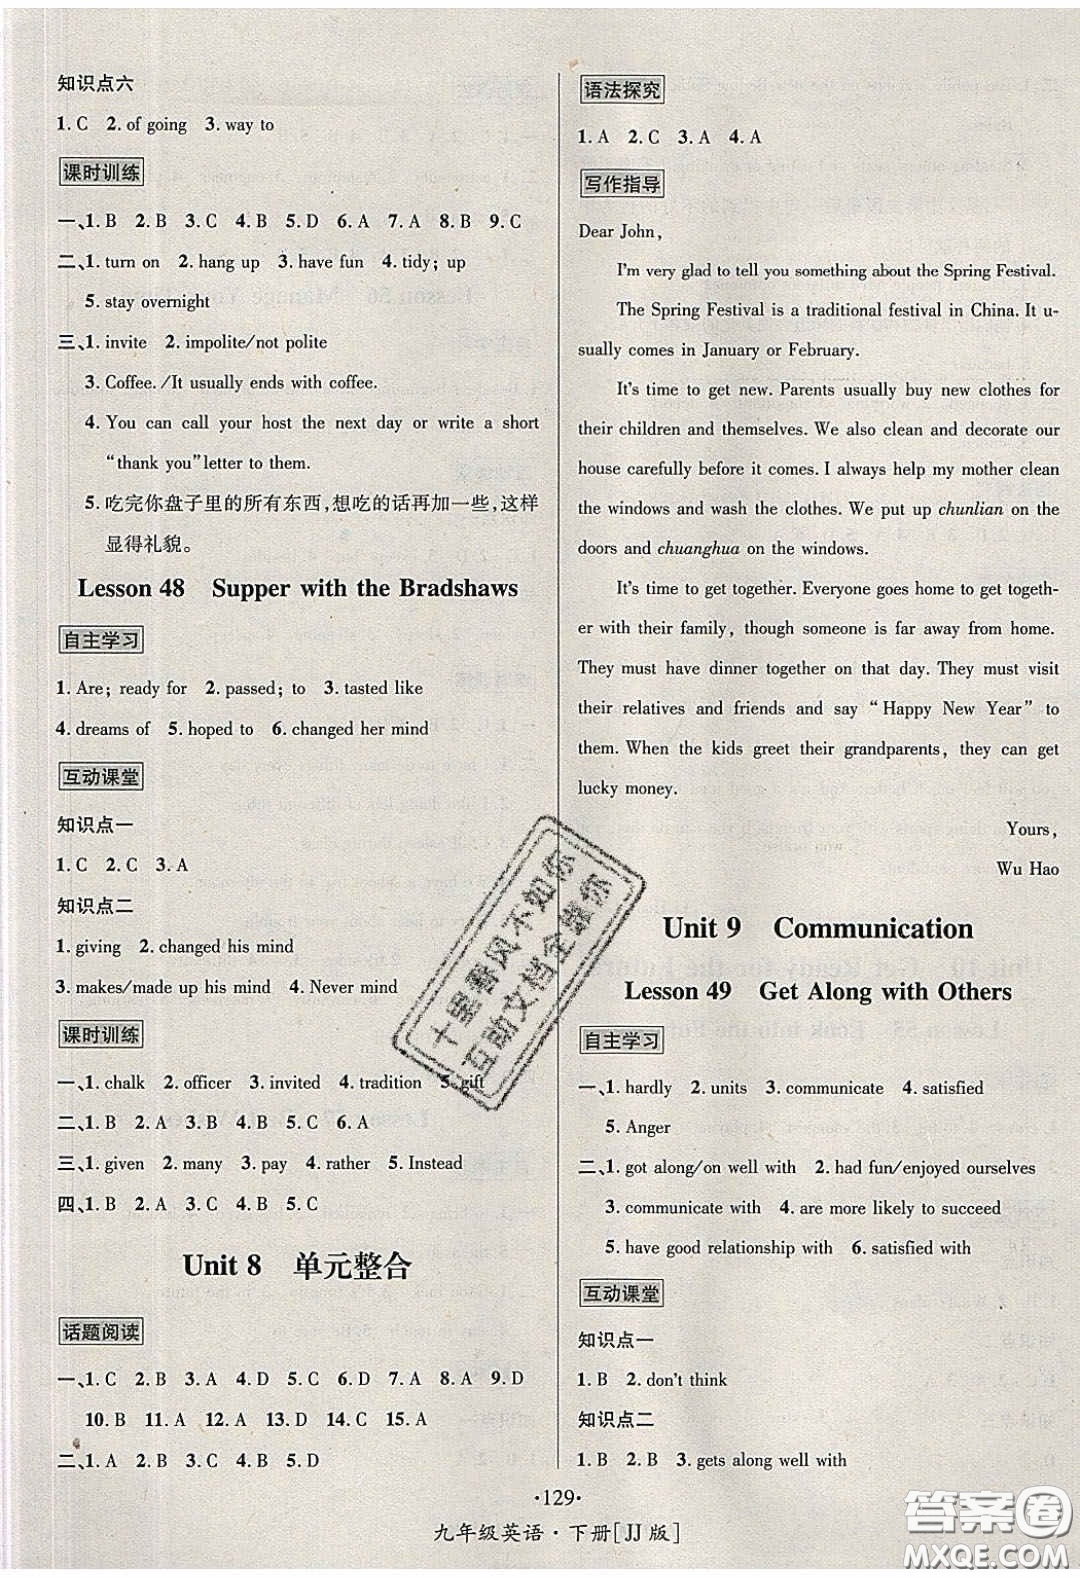 知识点六
1. C 2. of going 3. way to
课时训练
一、1. B 2. B 3. C 4. B 5. D 6. A 7. A 8. B 9. C
二、1. turn on 2. hang up 3. have fun 4. tidy; up
5. stay overnight
三、1. invite 2. impolite/not polite
3. Coffee. /It usually ends with coffee.
4. You can call your host the next day or write a short
“thank you”letter to them.
5. 吃完你盘子里的所有东西,想吃的话再加一些,这样
显得礼貌。
Lesson 48 Supper with the Bradshaws
自主学习
1. Are; ready for 2. passed; to 3. tasted like
4. dreams of 5. hoped to 6. changed her mind
互动课堂
知识点一
1. C 2. C 3. A
知识点二
1. giving 2. changed his mind
3. makes/made up his mind 4. Never mind
课时训练
一、1. chalk 2. officer 3. invited 4. tradition 5. gift
二、1. B 2. A 3. B 4. B 5. C 6. A
三、1. given 2. many 3. pay 4. rather 5. Instead
四、1. B 2. A 3. C 4. B 5. C
Unit 8 单元整合
话题阅读
一、1. C 2. B 3. A 4. D 5. C 6. D 7. A 8. A 9. D
10. B 11. A 12. A 13. D 14. C 15. A
二、1. A 2. B 3. C 4. B 5. D
语法探究
1. A 2. C 3. A 4. A
写作指导
Dear John,
I'm very glad to tell you something about the Spring Festival.
The Spring Festival is a traditional festival in China. It u-
sually comes in January or February.
It's time to get new. Parents usually buy new clothes for
their children and themselves. We also clean and decorate our
house carefully before it comes. I always help my mother clean
the windows and wash the clothes. We put up chunlian on the
doors and chuanghua on the windows.
It's time to get together. Everyone goes home to get togeth-
er with their family, though someone is far away from home.
They must have dinner together on that day. They must visit
their relatives and friends and say “Happy New Year” to
them. When the kids greet their grandparents, they can get
lucky money.
Yours,
Wu Hao
Unit 9 Communication
Lesson 49 Get Along with Others
自主学习
一、1. hardly 2. units 3. communicate 4. satisfied
5. Anger
二、1. got along/on well with 2. had fun/enjoyed ourselves
3. communicate with 4. are more likely to succeed
5. have good relationship with 6. satisfied with
互动课堂
知识点一
1. B 2. don't think
知识点二
1. B 2. B 3. gets along well with
十里春风不如你
互助文档全靠你
·129·
九年级英语·下册[JJ版]
答案圈
MXQE.COM